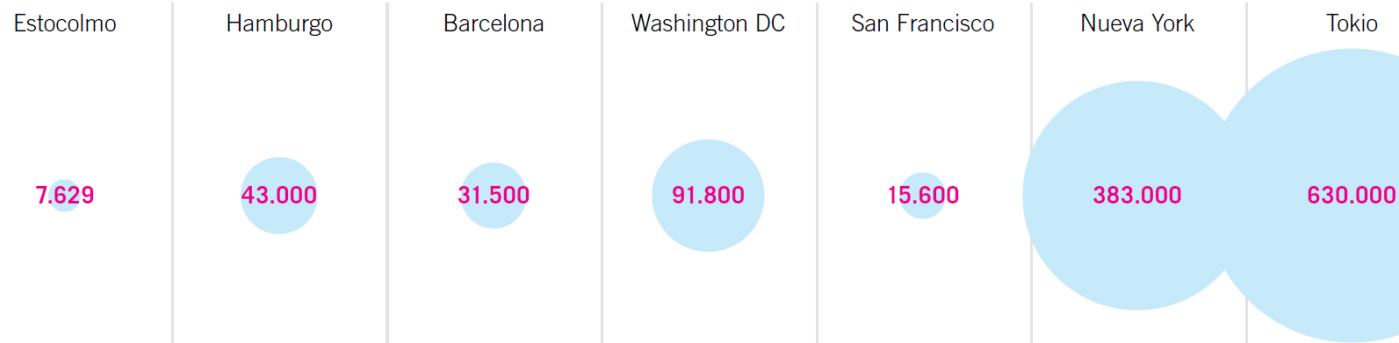 Estocolmo Hamburgo Barcelona Washington DC San Francisco Nueva York Tokio
7.629 43.000 31.500 91.800 15.600 383.000 630.000